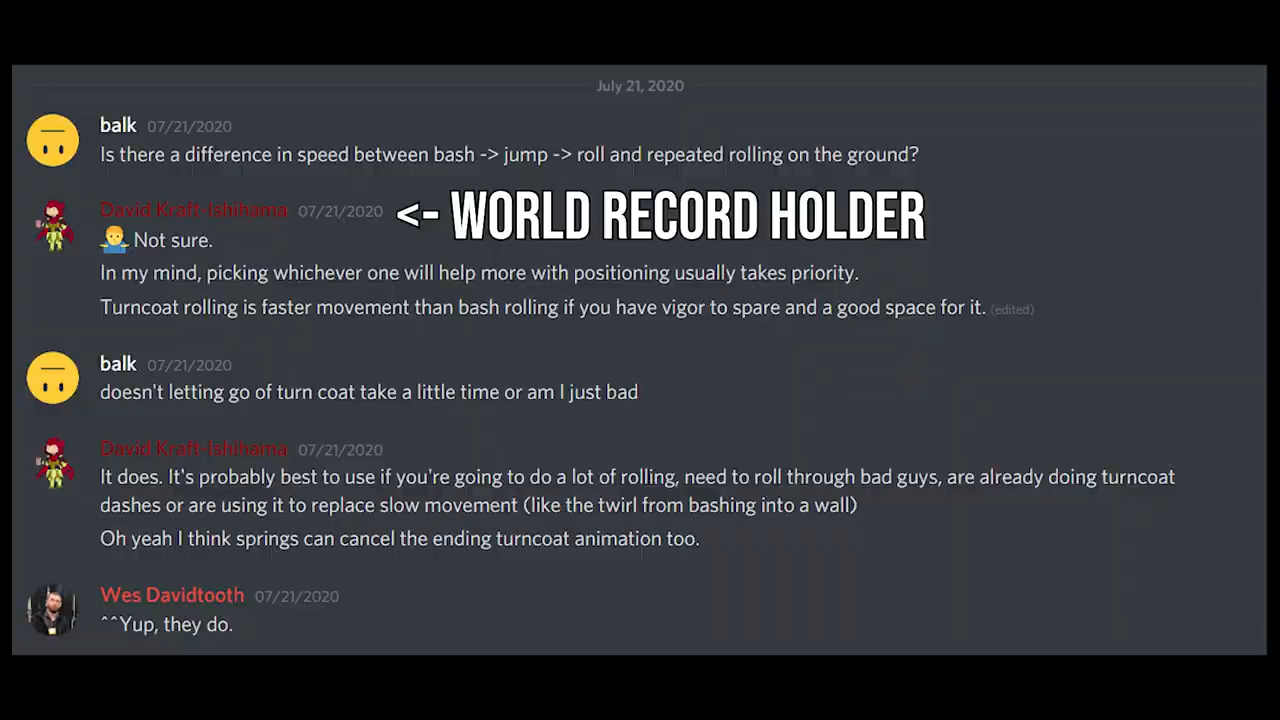 July 21, 2020
balk 07/21/2020
Is there a difference in speed between bash -> jump -> roll and repeated rolling on the ground?
David Kraft-Ishihama 07/21/2020 <- WORLD RECORD HOLDER
Not sure.
In my mind, picking whichever one will help more with positioning usually takes priority.
Turncoat rolling is faster movement than bash rolling if you have vigor to spare and a good space for it. (edited)
balk 07/21/2020
doesn't letting go of turn coat take a little time or am I just bad
David Kraft-Ishihama 07/21/2020
It does. It's probably best to use if you're going to do a lot of rolling, need to roll through bad guys, are already doing turncoat
dashes or are using it to replace slow movement (like the twirl from bashing into a wall)
Oh yeah I think springs can cancel the ending turncoat animation too.
Wes Davidtooth 07/21/2020
^^Yup, they do.